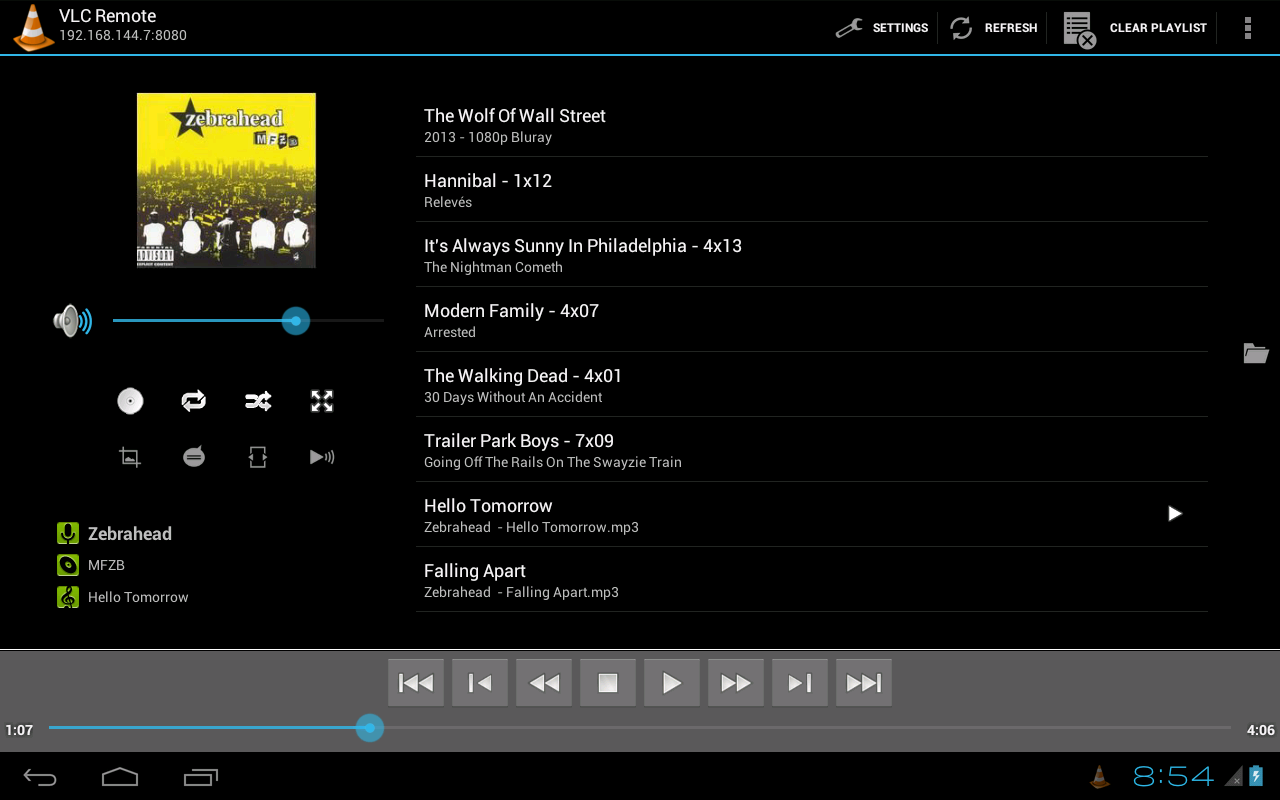 VLC Remote
192.168.144.7:8080
SETTINGS
REFRESH
CLEAR PLAYLIST
zebrahead
MFZB
PARENTAL
ADVISORY
EXPLICIT CONTENT
The Wolf Of Wall Street
2013 - 1080p Bluray
Hannibal - 1x12
Relevés
It's Always Sunny In Philadelphia - 4x13
The Nightman Cometh
Modern Family - 4x07
Arrested
The Walking Dead - 4x01
30 Days Without An Accident
Trailer Park Boys - 7x09
Going Off The Rails On The Swayzie Train
Hello Tomorrow
Zebrahead - Hello Tomorrow.mp3
Falling Apart
Zebrahead - Falling Apart.mp3
Zebrahead
MFZB
Hello Tomorrow
1:07
4:06
8:54